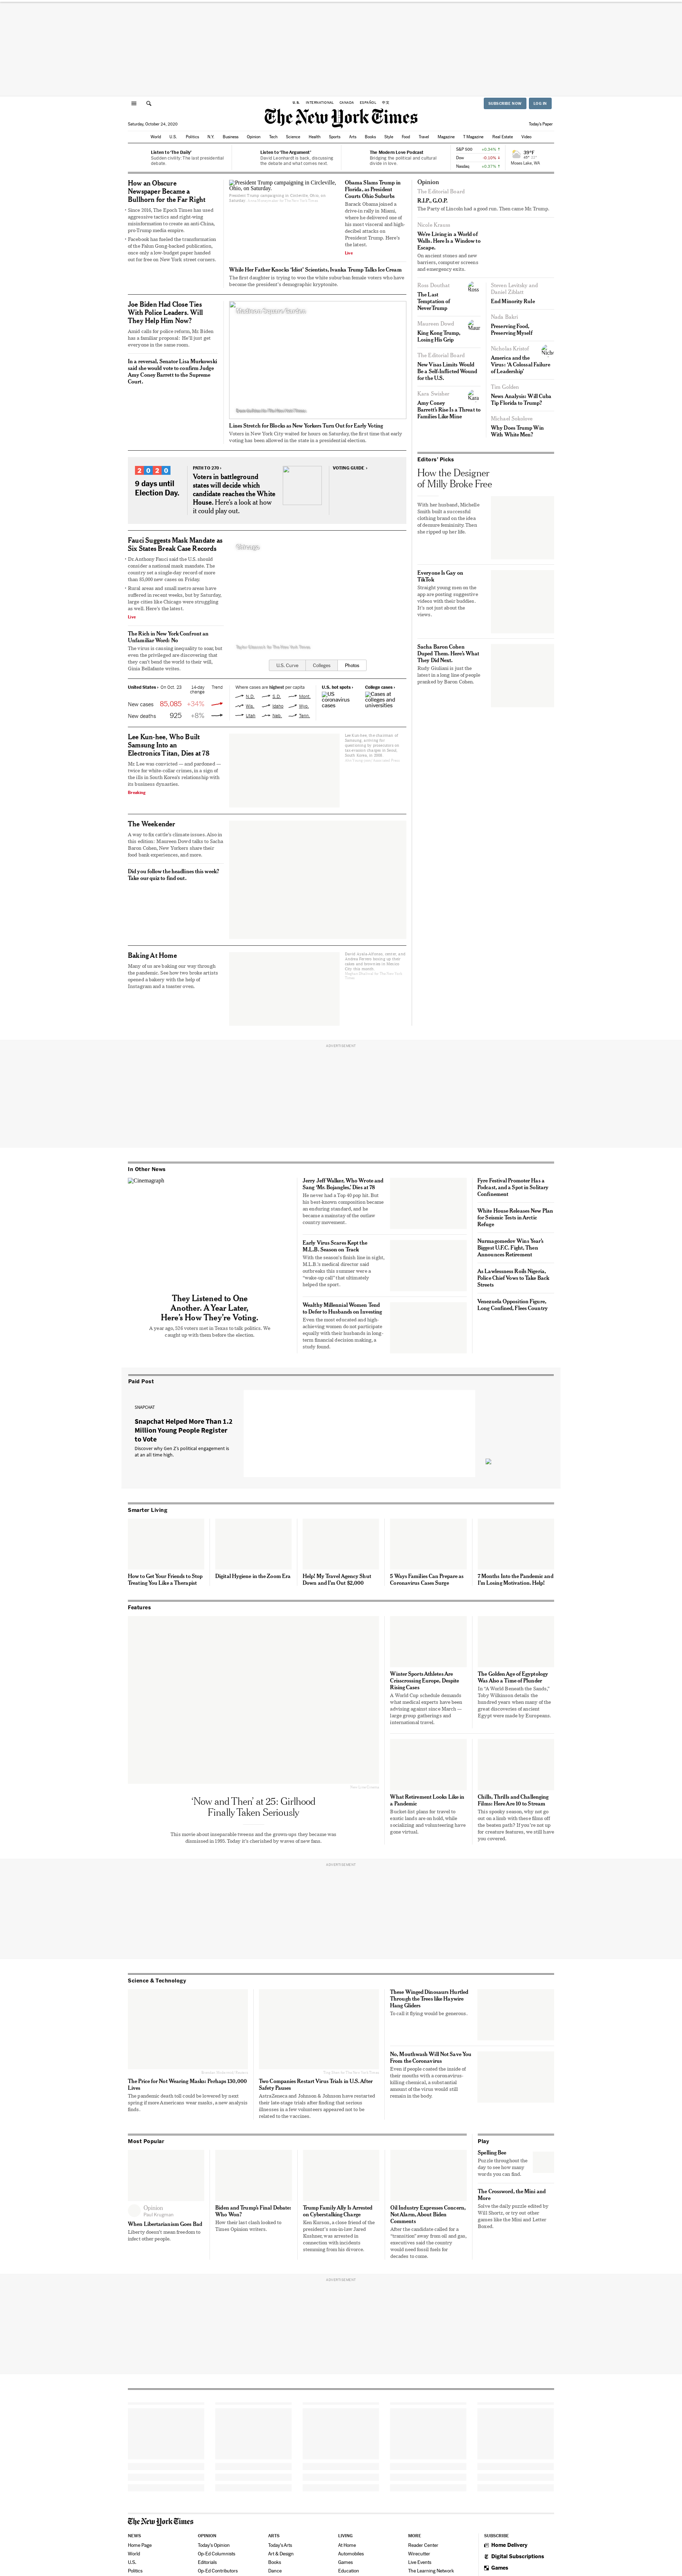 U.S.
INTERNATIONAL
CANADA
ESPAÑOL
中文
SUBSCRIBE NOW
LOG IN
The New York Times
Saturday, October 24, 2020
Today's Paper
World
U.S.
Politics
N.Y.
Business
Opinion
Tech
Science
Health
Sports
Arts
Books
Style
Food
Travel
Magazine
T Magazine
Real Estate
Video
Listen to 'The Daily'
Sudden civility: The last presidential
debate.
Listen to 'The Argument'
David Leonhardt is back, discussing
the debate and what comes next
The Modern Love Podcast
Bridging the political and cultural
divide in love.
S&P 500 +0.34% ↑
Dow -0.10% ↓
Nasdaq +0.37% ↑
39°F
Moses Lake, WA
How an Obscure
Newspaper Became a
Bullhorn for the Far Right
Since 2016, The Epoch Times has used
aggressive tactics and right-wing
misinformation to create an anti-China,
pro-Trump media empire.
Facebook has fueled the transformation
of the Falun Gong-backed publication,
once only a low-budget paper handed
out for free on New York street corners.
President Trump campaigning in Circleville,
Ohio, on Saturday.
President Trump campaigning in Circleville, Ohio, on
Saturday.
Obama Slams Trump in
Florida, as President
Courts Ohio Suburbs
Barack Obama joined a
drive-in rally in Miami,
where he delivered one of
his most visceral and high-
decibel attacks on
President Trump. Here's
the latest.
Live
While Her Father Knocks 'Idiot' Scientists, Ivanka Trump Talks Ice Cream
The first daughter is trying to woo the white suburban female voters who have
become the president's demographic kryptonite.
Joe Biden Had Close Ties
With Police Leaders. Will
They Help Him Now?
Amid calls for police reform, Mr. Biden
has a familiar proposal: He'll just get
everyone in the same room.
In a reversal, Senator Lisa Murkowski
said she would vote to confirm Judge
Amy Coney Barrett to the Supreme
Court.
Madison Square Garden
Lines Stretch for Blocks as New Yorkers Turn Out for Early Voting
Voters in New York City waited for hours on Saturday, the first time that early
voting has been allowed in the state in a presidential election.
2020
9 days until
Election Day.
PATH TO 270 ›
Voters in battleground
states will decide which
candidate reaches the White
House. Here's a look at how
it could play out.
VOTING GUIDE ›
Fauci Suggests Mask Mandate as
Six States Break Case Records
Dr. Anthony Fauci said the U.S. should
consider a national mask mandate. The
country set a single-day record of more
than 85,000 new cases on Friday.
Rural areas and small metro areas have
suffered in recent weeks, but by Saturday,
large cities like Chicago were struggling
as well. Here's the latest.
Live
The Rich in New York Confront an
Unfamiliar Word: No
The virus is causing inequality to soar, but
even the privileged are chafing at things
they can't bend the world to their will,
Ginia Bellafante writes.
Chicago
U.S. Curve
Colleges
Photos
United States › On Oct. 23
14-day
change
Trend
New cases 85,085 +34%
New deaths 925 +8%
Where cases are highest per capita
N.D.
S.D.
Mont.
Wis.
Idaho
Wyo.
Utah
Neb.
Tenn.
U.S. hot spots ›
US
coronavirus
cases
College cases ›
Cases at
colleges and
universities
Lee Kun-hee, Who Built
Samsung Into an
Electronics Titan, Dies at 78
Mr. Lee was convicted — and pardoned —
twice for white-collar crimes, in a sign of
the ills in South Korea's relationship with
its business dynasties.
Breaking
Lee Kun-hee, the chairman of
Samsung, arriving for
questioning by prosecutors on
tax evasion charges in Seoul,
South Korea, in 2008.
The Weekender
A way to fix cattle's climate issues. Also in
this edition: Maureen Dowd talks to Sacha
Baron Cohen, New Yorkers share their
food bank experiences, and more.
Did you follow the headlines this week?
Take our quiz to find out.
Baking At Home
Many of us are baking our way through
the pandemic. See how two broke artists
opened a bakery with the help of
Instagram and a toaster oven.
Opinion
The Editorial Board
R.I.P., G.O.P.
The Party of Lincoln had a good run. Then came Mr. Trump.
Nicole Krauss
We're Living in a World of
Walls. Here Is a Window to
Escape.
On ancient steppes and new
barriers, computer screens
and emergency exits.
Ross Douthat
The Last
Temptation of
NeverTrump
Maureen Dowd
King Kong Trump,
Losing His Grip
The Editorial Board
New Visas Limits Would
Be a Self-Inflicted Wound
for the U.S.
Kara Swisher
Amy Coney
Barrett's Rise Is a Threat to
Families Like Mine
Steven Levitsky and
Daniel Ziblatt
End Minority Rule
Nada Bakri
Preserving Food,
Preserving Myself
Nicholas Kristof
America and the
Virus: 'A Colossal Failure
of Leadership'
Tim Golden
News Analysis: Will Cuba
Tip Florida to Trump?
Michael Sokolove
Why Does Trump Win
With White Men?
Editors' Picks
How the Designer
of Milly Broke Free
With her husband, Michelle
Smith built a successful
clothing brand on the idea
of demure femininity. Then
she ripped up her life.
Everyone Is Gay on
TikTok
Straight young men on the
app are posting suggestive
videos with their buddies.
It's not just about the
views.
Sacha Baron Cohen
Duped Them. Here's What
They Did Next.
Rudy Giuliani is just the
latest in a long line of people
pranked by Baron Cohen.
ADVERTISEMENT
In Other News
Cinemagraph
They Listened to One
Another. A Year Later,
Here's How They're Voting.
A year ago, 526 voters met in Texas to talk politics. We
caught up with them before the election.
Jerry Jeff Walker, Who Wrote and
Sang 'Mr. Bojangles,' Dies at 78
He never had a Top 40 pop hit. But
his best-known composition became
an enduring standard, and he
became a mainstay of the outlaw
country movement.
Early Virus Scares Kept the
M.L.B. Season on Track
With the season's finish line in sight,
M.L.B.'s medical director said
outbreaks this summer were a
"wake-up call" that ultimately
helped the sport.
Wealthy Millennial Women Tend
to Defer to Husbands on Investing
Even the most educated and high-
achieving women do not participate
equally with their husbands in long-
term financial decision making, a
study found.
Fyre Festival Promoter Has a
Podcast, and a Spot in Solitary
Confinement
White House Releases New Plan
for Seismic Tests in Arctic
Refuge
Nurmagomedov Wins Year's
Biggest U.F.C. Fight, Then
Announces Retirement
As Lawlessness Roils Nigeria,
Police Chief Vows to Take Back
Streets
Venezuela Opposition Figure,
Long Confined, Flees Country
Paid Post
SNAPCHAT
Snapchat Helped More Than 1.2
Million Young People Register
to Vote
Discover why Gen Z's political engagement is
at an all time high.
Smarter Living
How to Get Your Friends to Stop
Treating You Like a Therapist
Digital Hygiene in the Zoom Era
Help! My Travel Agency Shut
Down and I'm Out $2,000
5 Ways Families Can Prepare as
Coronavirus Cases Surge
7 Months Into the Pandemic and
I'm Losing Motivation. Help!
Features
'Now and Then' at 25: Girlhood
Finally Taken Seriously
This movie about inseparable tweens and the grown-ups they became was
dismissed in 1995. Today it's cherished by waves of new fans.
Winter Sports Athletes Are
Crisscrossing Europe, Despite
Rising Cases
A World Cup schedule demands
what medical experts have been
advising against since March —
large group gatherings and
international travel.
The Golden Age of Egyptology
Was Also a Time of Plunder
In "A World Beneath the Sands,"
Toby Wilkinson details the
hundred years when many of the
great discoveries of ancient
Egypt were made by Europeans.
What Retirement Looks Like in
a Pandemic
Bucket-list plans for travel to
exotic lands are on hold, while
socializing and volunteering have
gone virtual.
Chills, Thrills and Challenging
Films: Here Are 10 to Stream
This spooky season, why not go
out on a limb with these films off
the beaten path? If you're not up
for creature features, we still have
you covered.
ADVERTISEMENT
Science & Technology
The Price for Not Wearing Masks: Perhaps 130,000
Lives
The pandemic death toll could be lowered by next
spring if more Americans wear masks, a new analysis
finds.
Two Companies Restart Virus Trials in U.S. After
Safety Pauses
AstraZeneca and Johnson & Johnson have restarted
their late-stage trials after finding that serious
illnesses in a few volunteers appeared not to be
related to the vaccines.
These Winged Dinosaurs Hurtled
Through the Trees like Haywire
Hang Gliders
To call it flying would be generous.
No, Mouthwash Will Not Save You
From the Coronavirus
Even if people coated the inside of
their mouths with a coronavirus-
killing chemical, a substantial
amount of the virus would still
remain in the body.
Most Popular
Opinion
Paul Krugman
When Libertarianism Goes Bad
Liberty doesn't mean freedom to
infect other people.
Biden and Trump's Final Debate:
Who Won?
How their last clash looked to
Times Opinion writers.
Trump Family Ally Is Arrested
on Cyberstalking Charge
Ken Kurson, a close friend of the
president's son-in-law Jared
Kushner, was arrested in
connection with incidents
stemming from his divorce.
Oil Industry Expresses Concern,
Not Alarm, About Biden
Comments
After the candidate called for a
"transition" away from oil and gas,
executives said the country
would need fossil fuels for
decades to come.
Play
Spelling Bee
Puzzle throughout the
day to see how many
words you can find.
The Crossword, the Mini and
More
Solve the daily puzzle edited by
Will Shortz, or try out other
games like the Mini and Letter
Boxed.
ADVERTISEMENT
The New York Times
NEWS
Home Page
World
U.S.
Politics
OPINION
Today's Opinion
Op-Ed Columnists
Editorials
Op-Ed Contributors
ARTS
Today's Arts
Art & Design
Books
Dance
LIVING
At Home
Automobiles
Games
Education
MORE
Reader Center
Wirecutter
Live Events
The Learning Network
SUBSCRIBE
Home Delivery
Digital Subscriptions
Games